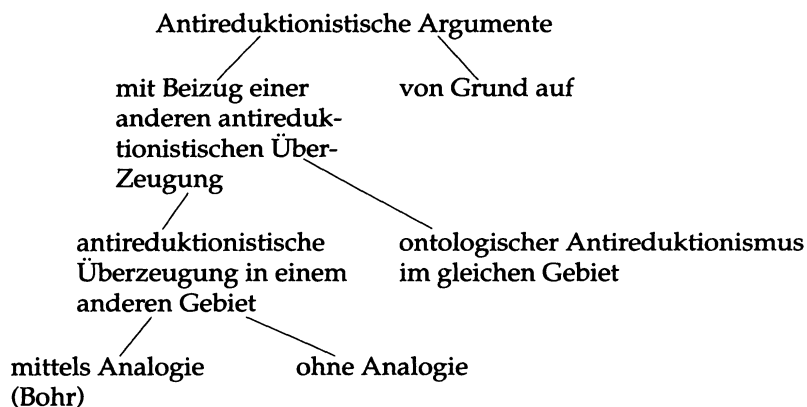 Antireduktionistische Argumente
mit Beizug einer
anderen antireduk-
tionistischen Über-
Zeugung
von Grund auf
antireduktionistische
Überzeugung in einem
anderen Gebiet
ontologischer Antireduktionismus
im gleichen Gebiet
mittels Analogie
(Bohr)
ohne Analogie